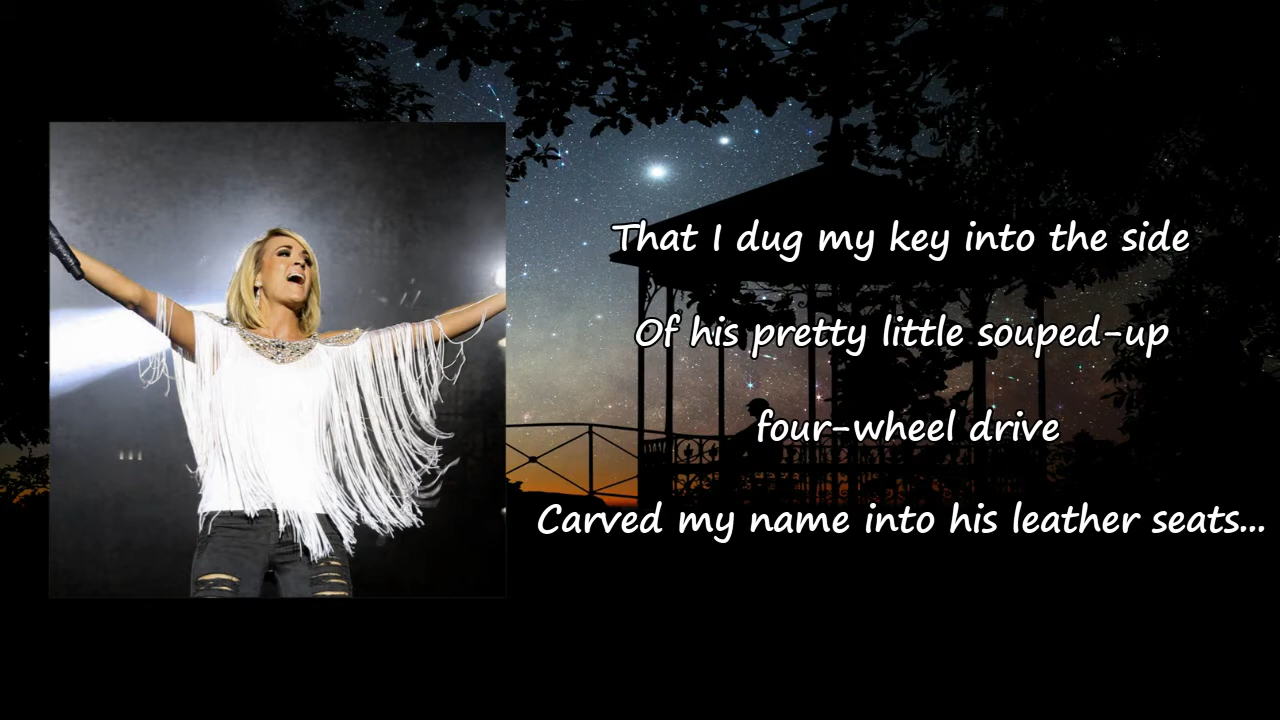 That I dug my key into the side
Of his pretty little souped-up
four-wheel drive
Carved my name into his leather seats...